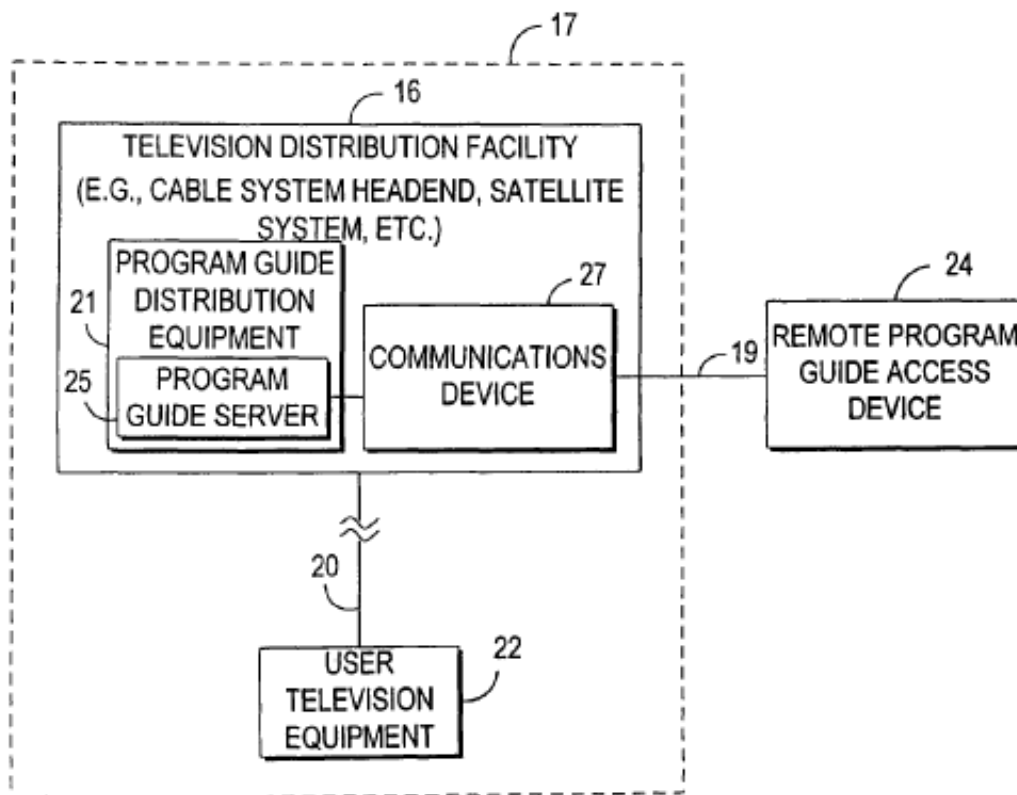 17
16
TELEVISION DISTRIBUTION FACILITY
(E.G., CABLE SYSTEM HEADEND, SATELLITE
SYSTEM, ETC.)
PROGRAM GUIDE
DISTRIBUTION
EQUIPMENT
21
25
PROGRAM
GUIDE SERVER
27
COMMUNICATIONS
DEVICE
19
24
REMOTE PROGRAM
GUIDE ACCESS
DEVICE
20
22
USER
TELEVISION
EQUIPMENT